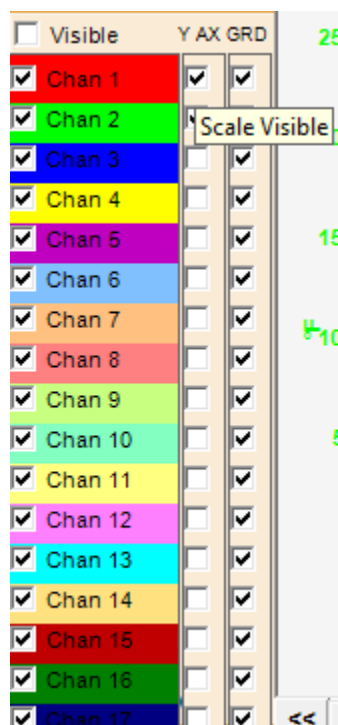 Visible Y AX GRD 25
Chan 1
Chan 2
Scale Visible
Chan 3
Chan 4
Chan 5 15
Chan 6
Chan 7
°F 10
Chan 8
Chan 9
Chan 10 5
Chan 11
Chan 12
Chan 13
Chan 14
Chan 15
Chan 16
Chan 17 <<